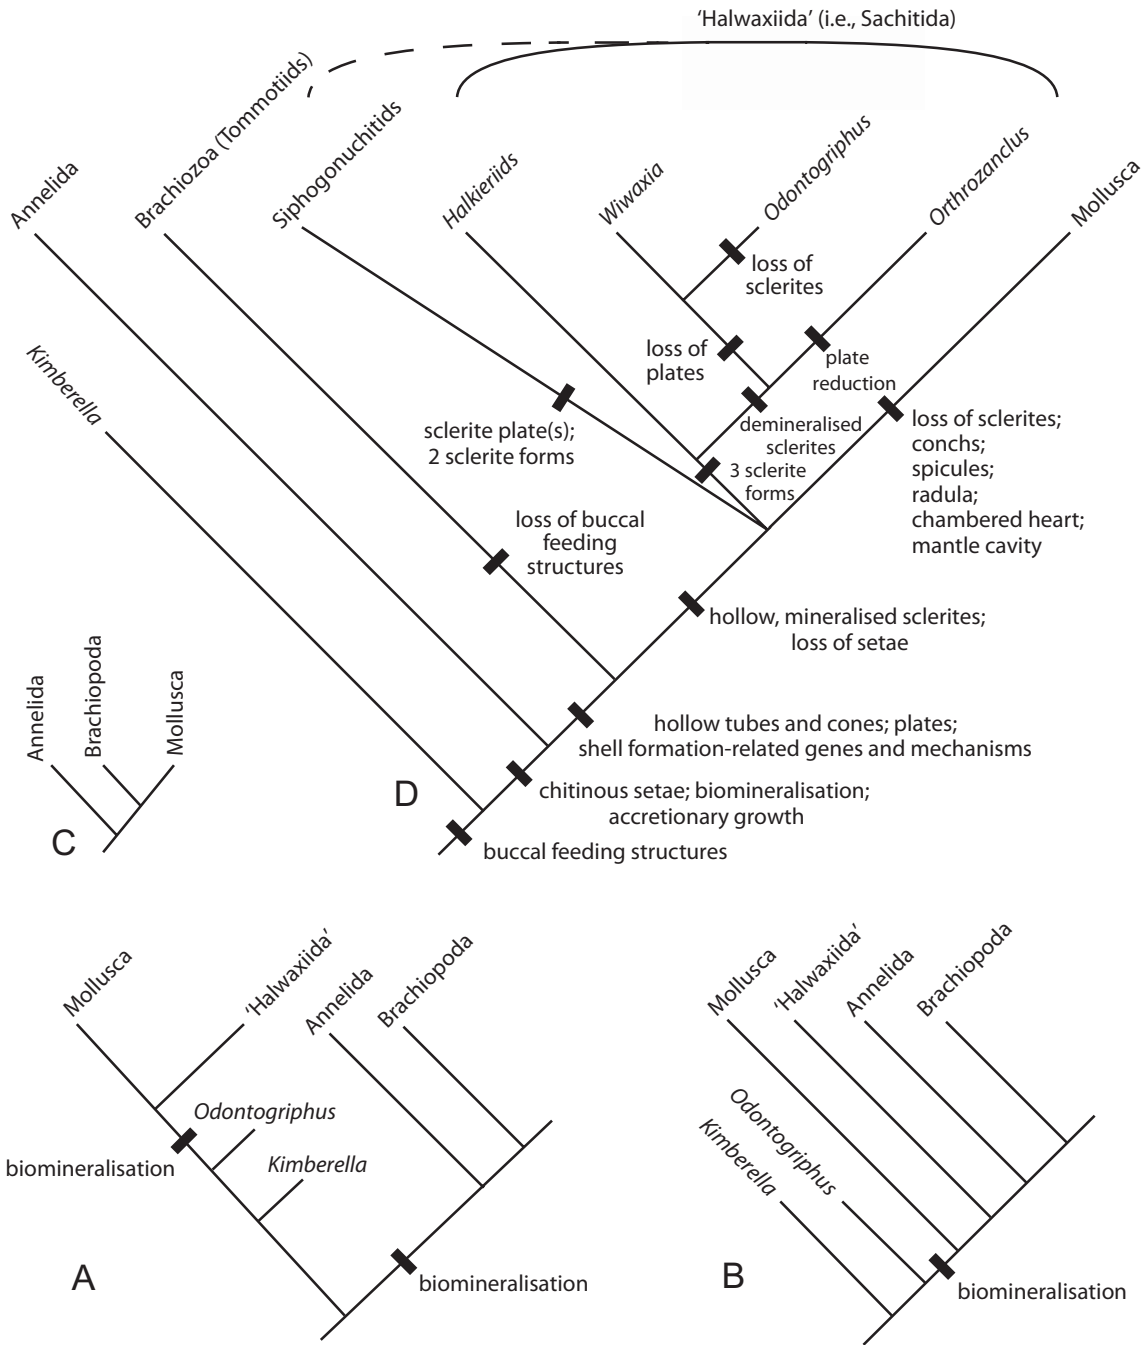 'Halwaxiida' (i.e., Sachitida)
Annelida
Brachiozoa (Tommotiids)
Siphogonuchitids
Halkieriids
Wiwaxia
Odontogriphus
Orthrozanclus
Mollusca
Kimberella
loss of
sclerites
loss of
plates
plate
reduction
sclerite plate(s);
2 sclerite forms
demineralised
sclerites
3 sclerite
forms
loss of sclerites;
conchs;
spicules;
radula;
chambered heart;
mantle cavity
loss of buccal
feeding
structures
hollow, mineralised sclerites;
loss of setae
hollow tubes and cones; plates;
shell formation-related genes and mechanisms
chitinous setae; biomineralisation;
accretionary growth
buccal feeding structures
D
Annelida
Brachiopoda
Mollusca
C
Mollusca
'Halwaxiida'
Annelida
Brachiopoda
Odontogriphus
Kimberella
biomineralisation
biomineralisation
A
Mollusca
'Halwaxiida'
Annelida
Brachiopoda
Odontogriphus
Kimberella
biomineralisation
B